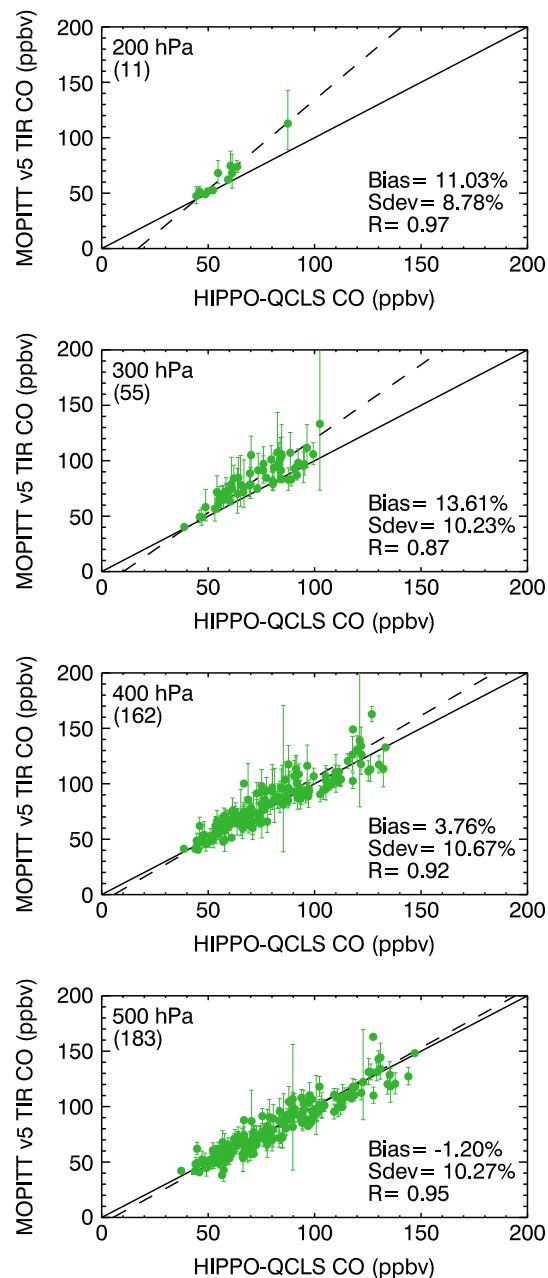 MOPITT v5 TIR CO (ppbv)
200
150
100
50
0
200 hPa
(11)
Bias= 11.03%
Sdev= 8.78%
R= 0.97
0 50 100 150 200
HIPPO-QCLS CO (ppbv)
MOPITT v5 TIR CO (ppbv)
200
150
100
50
0
300 hPa
(55)
Bias= 13.61%
Sdev= 10.23%
R= 0.87
0 50 100 150 200
HIPPO-QCLS CO (ppbv)
MOPITT v5 TIR CO (ppbv)
200
150
100
50
0
400 hPa
(162)
Bias= 3.76%
Sdev= 10.67%
R= 0.92
0 50 100 150 200
HIPPO-QCLS CO (ppbv)
MOPITT v5 TIR CO (ppbv)
200
150
100
50
0
500 hPa
(183)
Bias= -1.20%
Sdev= 10.27%
R= 0.95
0 50 100 150 200
HIPPO-QCLS CO (ppbv)